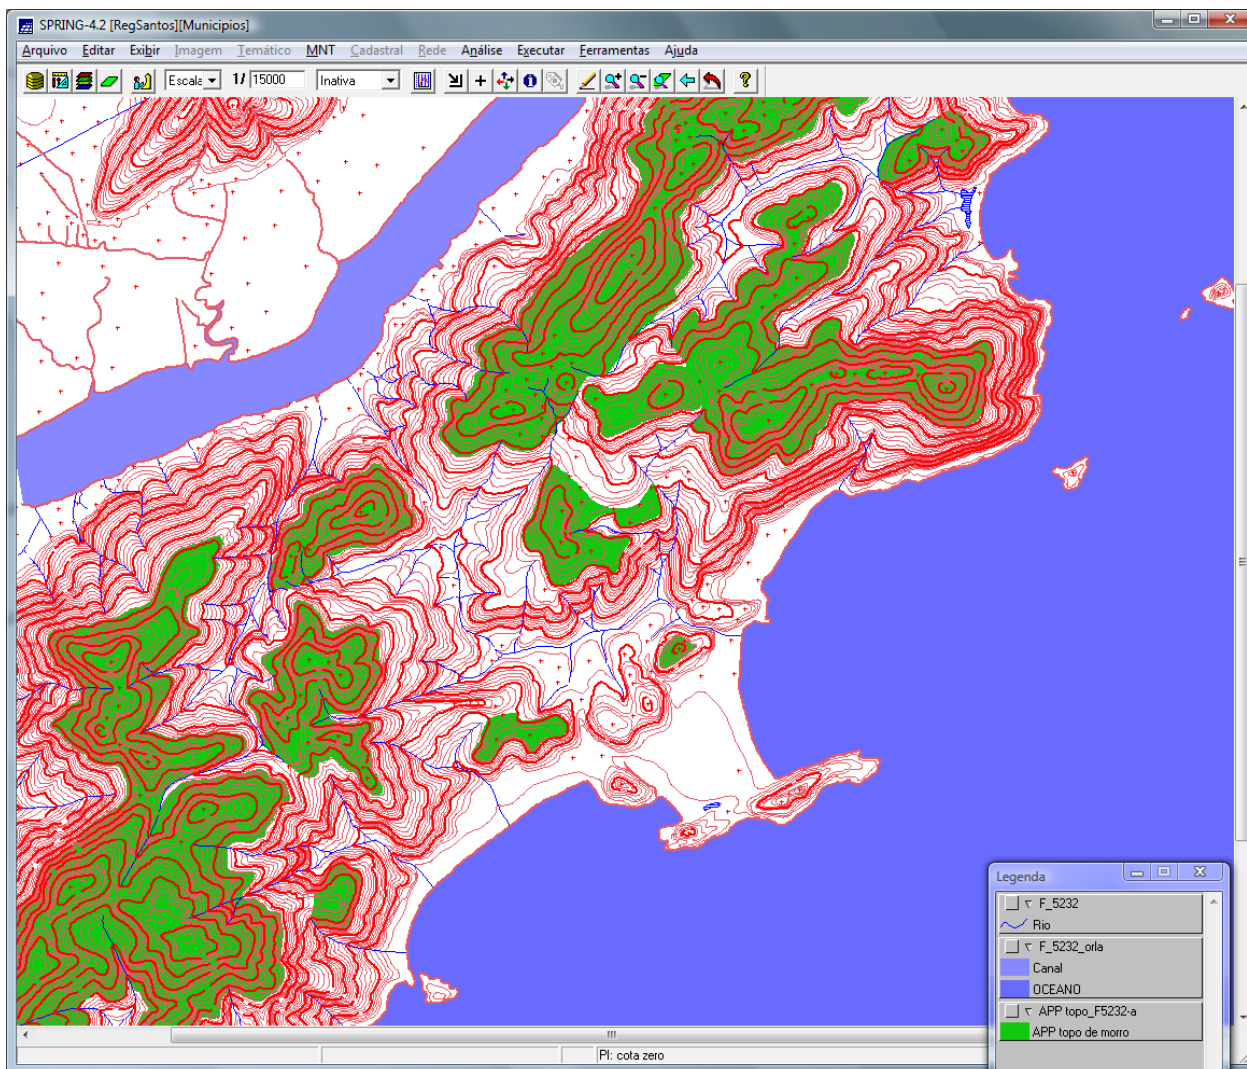 SPRING-4.2 [RegSantos][Municipios]
Arquivo Editar Exibir Imagem Temático MNT Cadastral Rede Análise Executar Ferramentas Ajuda
Escala 1/ 15000 Inativa
Legenda
F_5232
Rio
F_5232_orla
Canal
OCEANO
APP topo_F5232-a
APP topo de morro
PI: cota zero